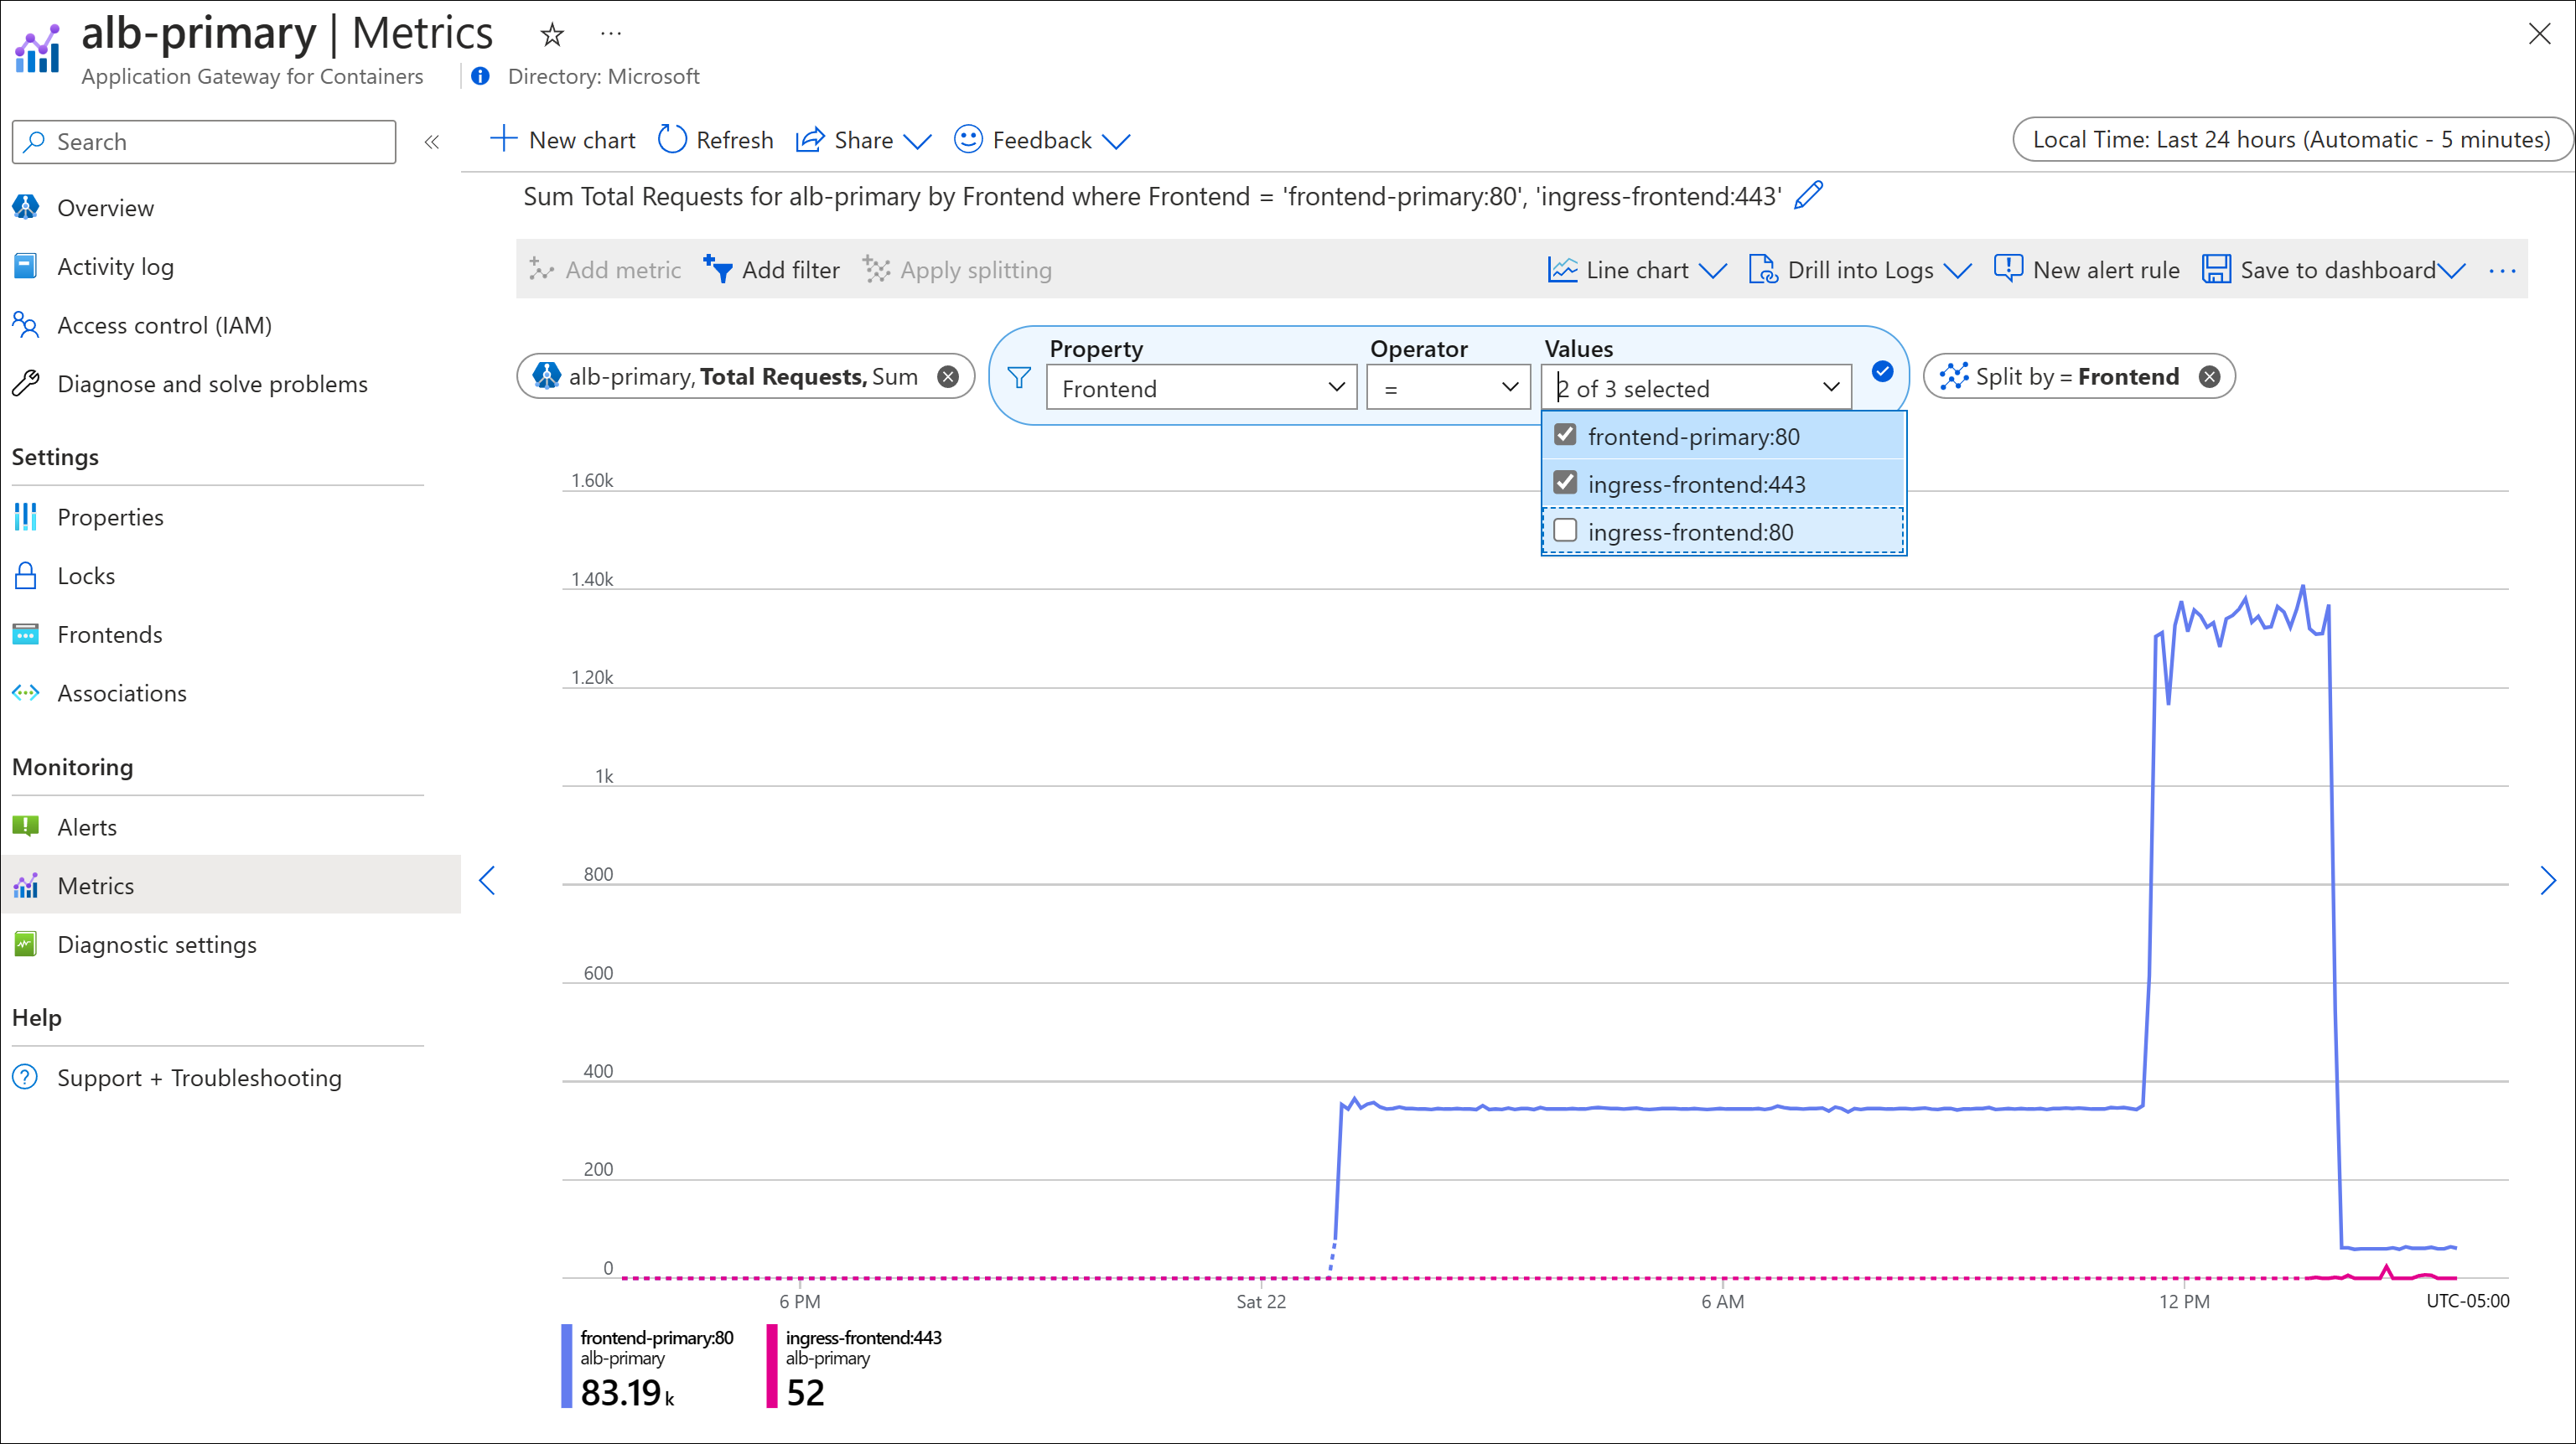 alb-primary | Metrics
Application Gateway for Containers
Directory: Microsoft
Search
New chart
Refresh
Share
Feedback
Local Time: Last 24 hours (Automatic - 5 minutes)
Overview
Activity log
Access control (IAM)
Diagnose and solve problems
Settings
Properties
Locks
Frontends
Associations
Monitoring
Alerts
Metrics
Diagnostic settings
Help
Support + Troubleshooting
Sum Total Requests for alb-primary by Frontend where Frontend = 'frontend-primary:80', 'ingress-frontend:443'
Add metric
Add filter
Apply splitting
Line chart
Drill into Logs
New alert rule
Save to dashboard
alb-primary, Total Requests, Sum
Property
Operator
Values
Frontend
=
2 of 3 selected
Split by = Frontend
frontend-primary:80
ingress-frontend:443
ingress-frontend:80
1.60k
1.40k
1.20k
1k
800
600
400
200
0
6 PM
Sat 22
6 AM
12 PM
UTC-05:00
frontend-primary:80
alb-primary
83.19 k
ingress-frontend:443
alb-primary
52